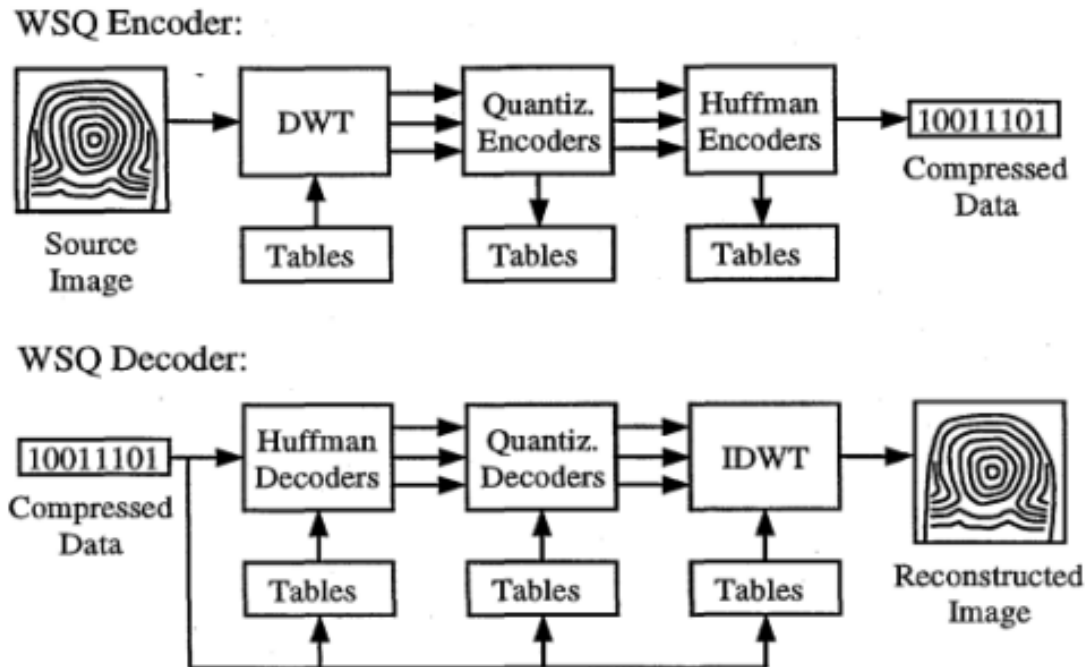 WSQ Encoder:
DWT
Quantiz.
Encoders
Huffman
Encoders
10011101
Compressed
Data
Source
Image
Tables
Tables
Tables
WSQ Decoder:
10011101
Compressed
Data
Huffman
Decoders
Quantiz.
Decoders
IDWT
Tables
Tables
Tables
Reconstructed
Image